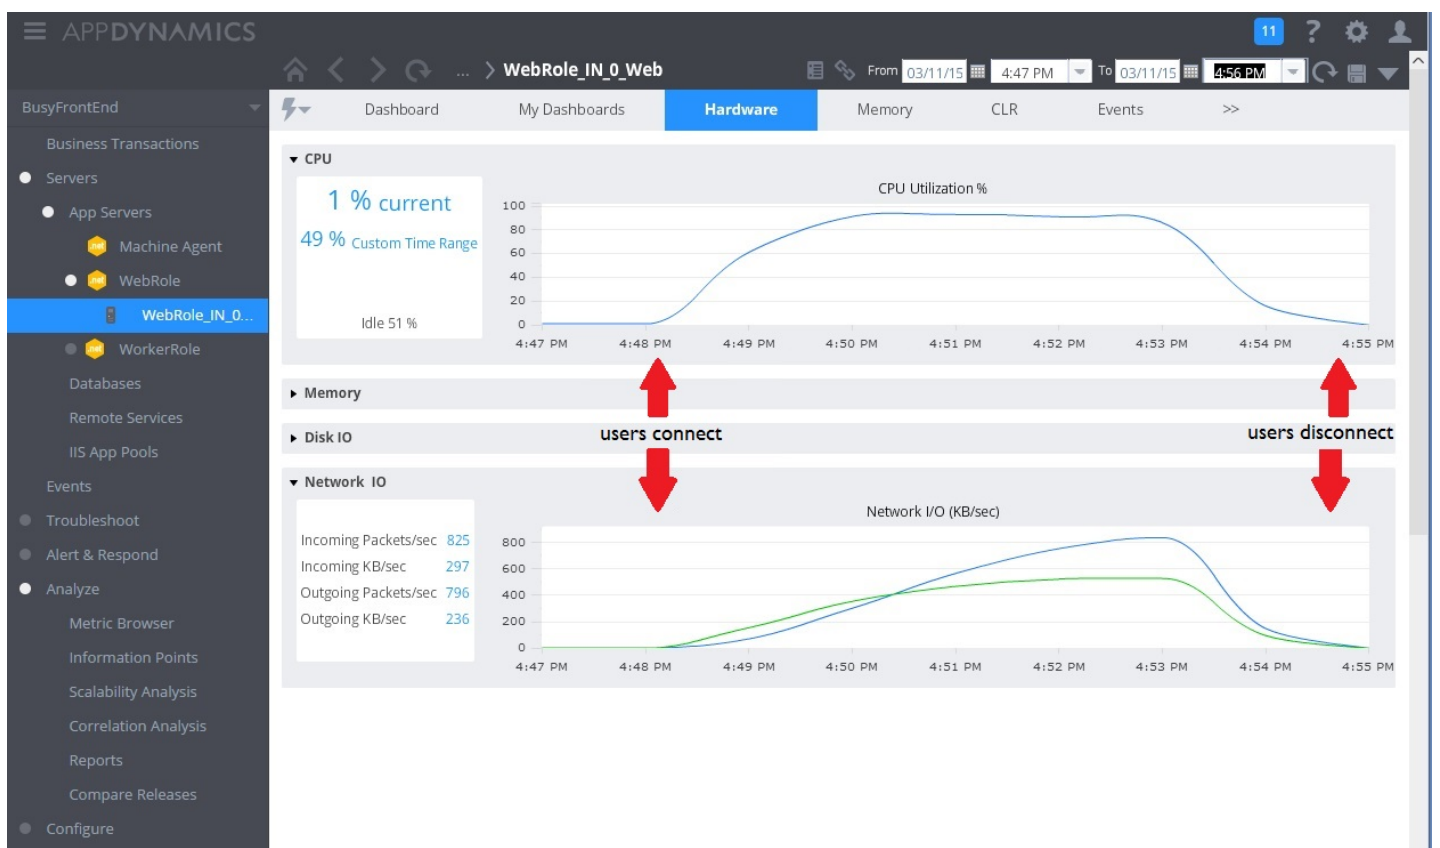 APPDYNAMICS
11 ?
... WebRole_IN_0_Web From 03/11/15 4:47 PM To 03/11/15 4:56 PM
BusyFrontEnd
Dashboard My Dashboards Hardware Memory CLR Events >>
Business Transactions
Servers
App Servers
.net Machine Agent
.net WebRole
WebRole_IN_0...
.net WorkerRole
Databases
Remote Services
IIS App Pools
Events
Troubleshoot
Alert & Respond
Analyze
Metric Browser
Information Points
Scalability Analysis
Correlation Analysis
Reports
Compare Releases
Configure
CPU
1 % current
49 % Custom Time Range
Idle 51 %
CPU Utilization %
100
80
60
40
20
0
4:47 PM 4:48 PM 4:49 PM 4:50 PM 4:51 PM 4:52 PM 4:53 PM 4:54 PM 4:55 PM
Memory
Disk IO
users connect
users disconnect
Network IO
Incoming Packets/sec 825
Incoming KB/sec 297
Outgoing Packets/sec 796
Outgoing KB/sec 236
Network I/O (KB/sec)
800
600
400
200
0
4:47 PM 4:48 PM 4:49 PM 4:50 PM 4:51 PM 4:52 PM 4:53 PM 4:54 PM 4:55 PM